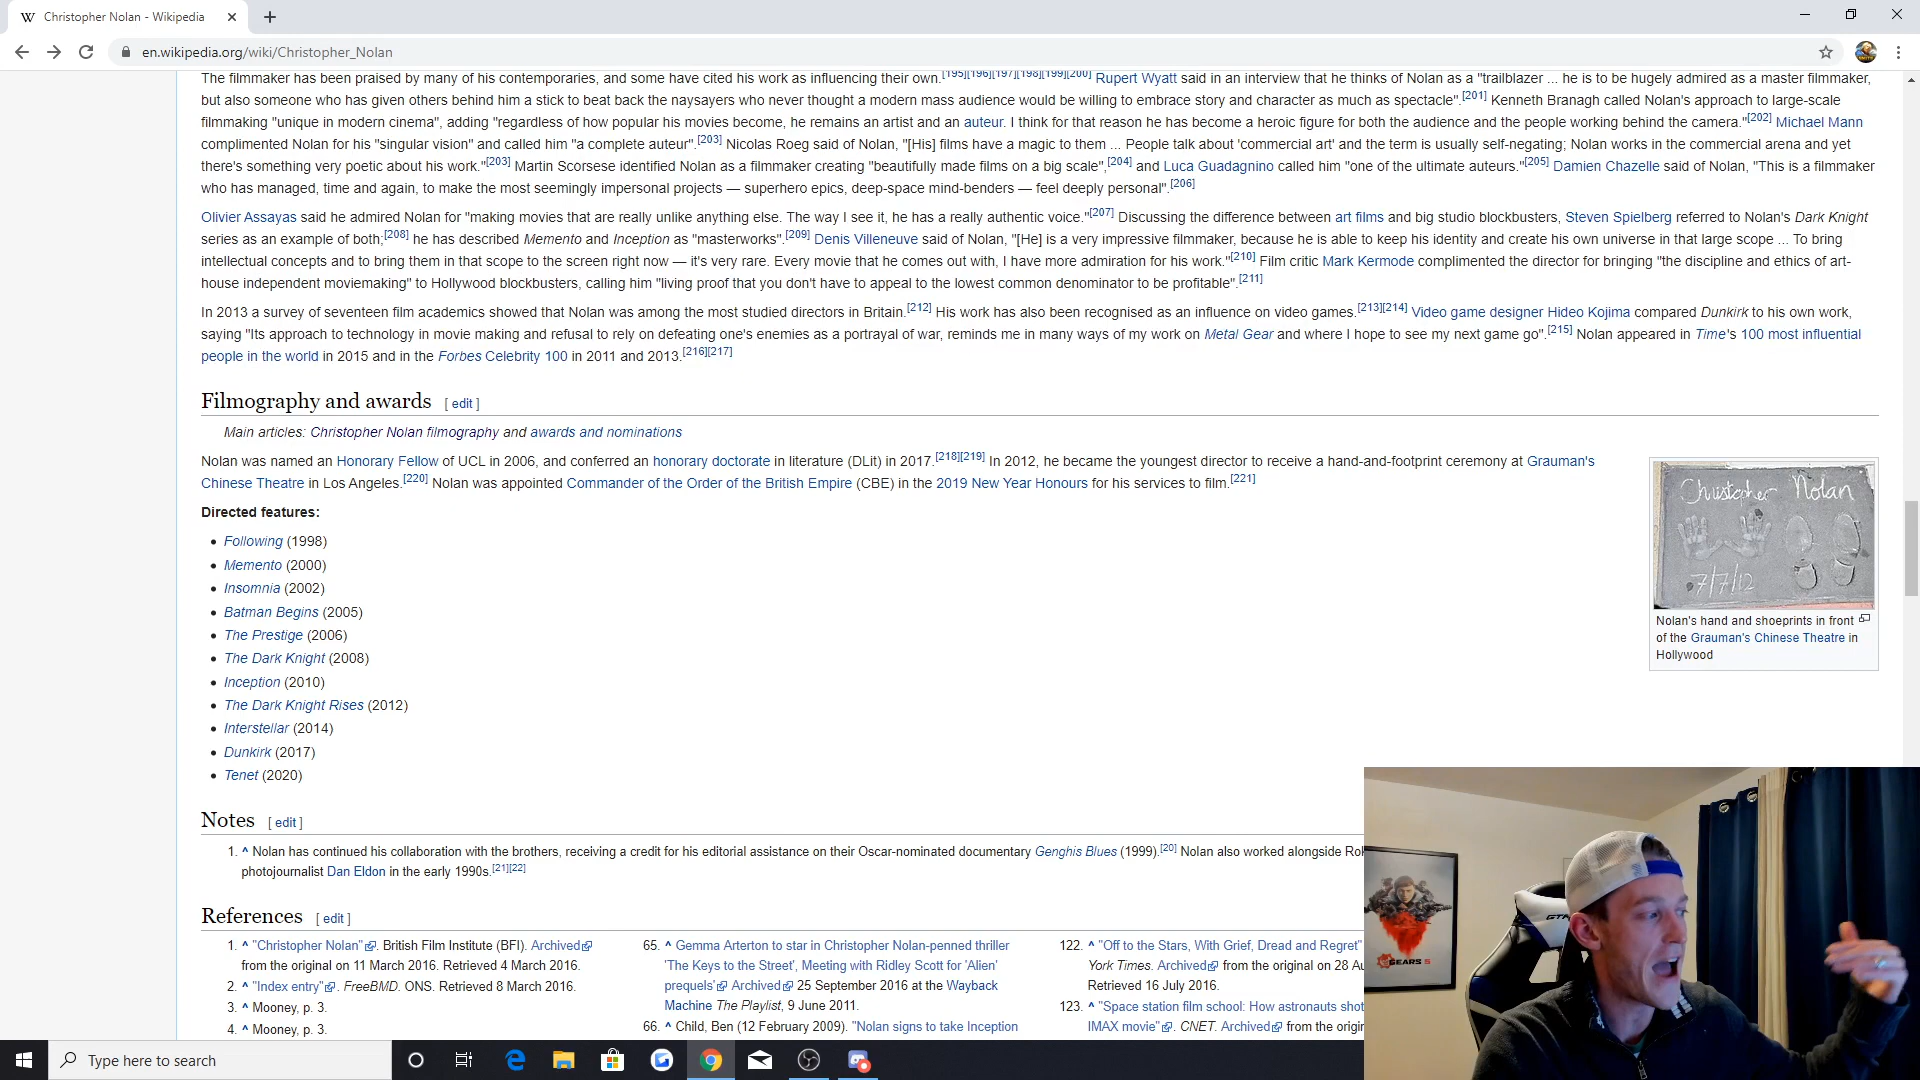 Christopher Nolan - Wikipedia
en.wikipedia.org/wiki/Christopher_Nolan
The filmmaker has been praised by many of his contemporaries, and some have cited his work as influencing their own.[195][196][197][198][199][200] Rupert Wyatt said in an interview that he thinks of Nolan as a "trailblazer ... he is to be hugely admired as a master filmmaker,
but also someone who has given others behind him a stick to beat back the naysayers who never thought a modern mass audience would be willing to embrace story and character as much as spectacle".[201] Kenneth Branagh called Nolan's approach to large-scale
filmmaking "unique in modern cinema", adding "regardless of how popular his movies become, he remains an artist and an auteur. I think for that reason he has become a heroic figure for both the audience and the people working behind the camera."[202] Michael Mann
complimented Nolan for his "singular vision" and called him "a complete auteur".[203] Nicolas Roeg said of Nolan, "[His] films have a magic to them ... People talk about 'commercial art' and the term is usually self-negating; Nolan works in the commercial arena and yet
there's something very poetic about his work."[203] Martin Scorsese identified Nolan as a filmmaker creating "beautifully made films on a big scale",[204] and Luca Guadagnino called him "one of the ultimate auteurs."[205] Damien Chazelle said of Nolan, "This is a filmmaker
who has managed, time and again, to make the most seemingly impersonal projects — superhero epics, deep-space mind-benders — feel deeply personal".[206]
Olivier Assayas said he admired Nolan for "making movies that are really unlike anything else. The way I see it, he has a really authentic voice."[207] Discussing the difference between art films and big studio blockbusters, Steven Spielberg referred to Nolan's Dark Knight
series as an example of both;[208] he has described Memento and Inception as "masterworks".[209] Denis Villeneuve said of Nolan, "[He] is a very impressive filmmaker, because he is able to keep his identity and create his own universe in that large scope ... To bring
intellectual concepts and to bring them in that scope to the screen right now — it's very rare. Every movie that he comes out with, I have more admiration for his work."[210] Film critic Mark Kermode complimented the director for bringing "the discipline and ethics of art-
house independent moviemaking" to Hollywood blockbusters, calling him "living proof that you don't have to appeal to the lowest common denominator to be profitable".[211]
In 2013 a survey of seventeen film academics showed that Nolan was among the most studied directors in Britain.[212] His work has also been recognised as an influence on video games.[213][214] Video game designer Hideo Kojima compared Dunkirk to his own work,
saying "Its approach to technology in movie making and refusal to rely on defeating one's enemies as a portrayal of war, reminds me in many ways of my work on Metal Gear and where I hope to see my next game go".[215] Nolan appeared in Time's 100 most influential
people in the world in 2015 and in the Forbes Celebrity 100 in 2011 and 2013.[216][217]
Filmography and awards [ edit ]
Main articles: Christopher Nolan filmography and awards and nominations
Nolan was named an Honorary Fellow of UCL in 2006, and conferred an honorary doctorate in literature (DLit) in 2017.[218][219] In 2012, he became the youngest director to receive a hand-and-footprint ceremony at Grauman's
Chinese Theatre in Los Angeles.[220] Nolan was appointed Commander of the Order of the British Empire (CBE) in the 2019 New Year Honours for his services to film.[221]
Christopher Nolan
7/7/12
Nolan's hand and shoeprints in front
of the Grauman's Chinese Theatre in
Hollywood
Directed features:
• Following (1998)
• Memento (2000)
• Insomnia (2002)
• Batman Begins (2005)
• The Prestige (2006)
• The Dark Knight (2008)
• Inception (2010)
• The Dark Knight Rises (2012)
• Interstellar (2014)
• Dunkirk (2017)
• Tenet (2020)
Notes [ edit ]
1. ^ Nolan has continued his collaboration with the brothers, receiving a credit for his editorial assistance on their Oscar-nominated documentary Genghis Blues (1999).[20] Nolan also worked alongside
photojournalist Dan Eldon in the early 1990s.[21][22]
References [ edit ]
1. ^ "Christopher Nolan". British Film Institute (BFI). Archived
from the original on 11 March 2016. Retrieved 4 March 2016.
2. ^ "Index entry". FreeBMD. ONS. Retrieved 8 March 2016.
3. ^ Mooney, p. 3.
4. ^ Mooney, p. 3.
65. ^ Gemma Arterton to star in Christopher Nolan-penned thriller
'The Keys to the Street', Meeting with Ridley Scott for 'Alien'
prequels' Archived 25 September 2016 at the Wayback
Machine The Playlist, 9 June 2011.
66. ^ Child, Ben (12 February 2009). "Nolan signs to take Inception
122. ^ "Off to the Stars, With Grief, Dread and Regret"
York Times. Archived from the original on 28
Retrieved 16 July 2016.
123. ^ "Space station film school: How astronauts shot
IMAX movie". CNET. Archived from the
GEARS 5
Type here to search